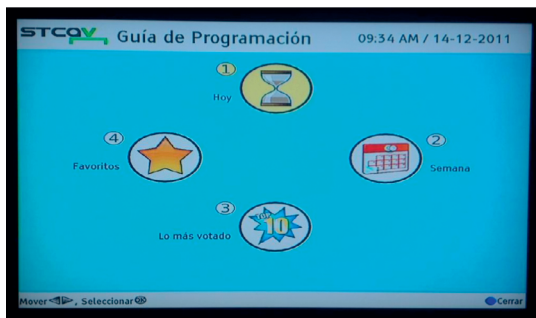 STCAV Guía de Programación 09:34 AM / 14-12-2011
1
Hoy
4
Favoritos
2
Semana
3
Lo más votado
TOP
10
Mover , Seleccionar OK
Cerrar